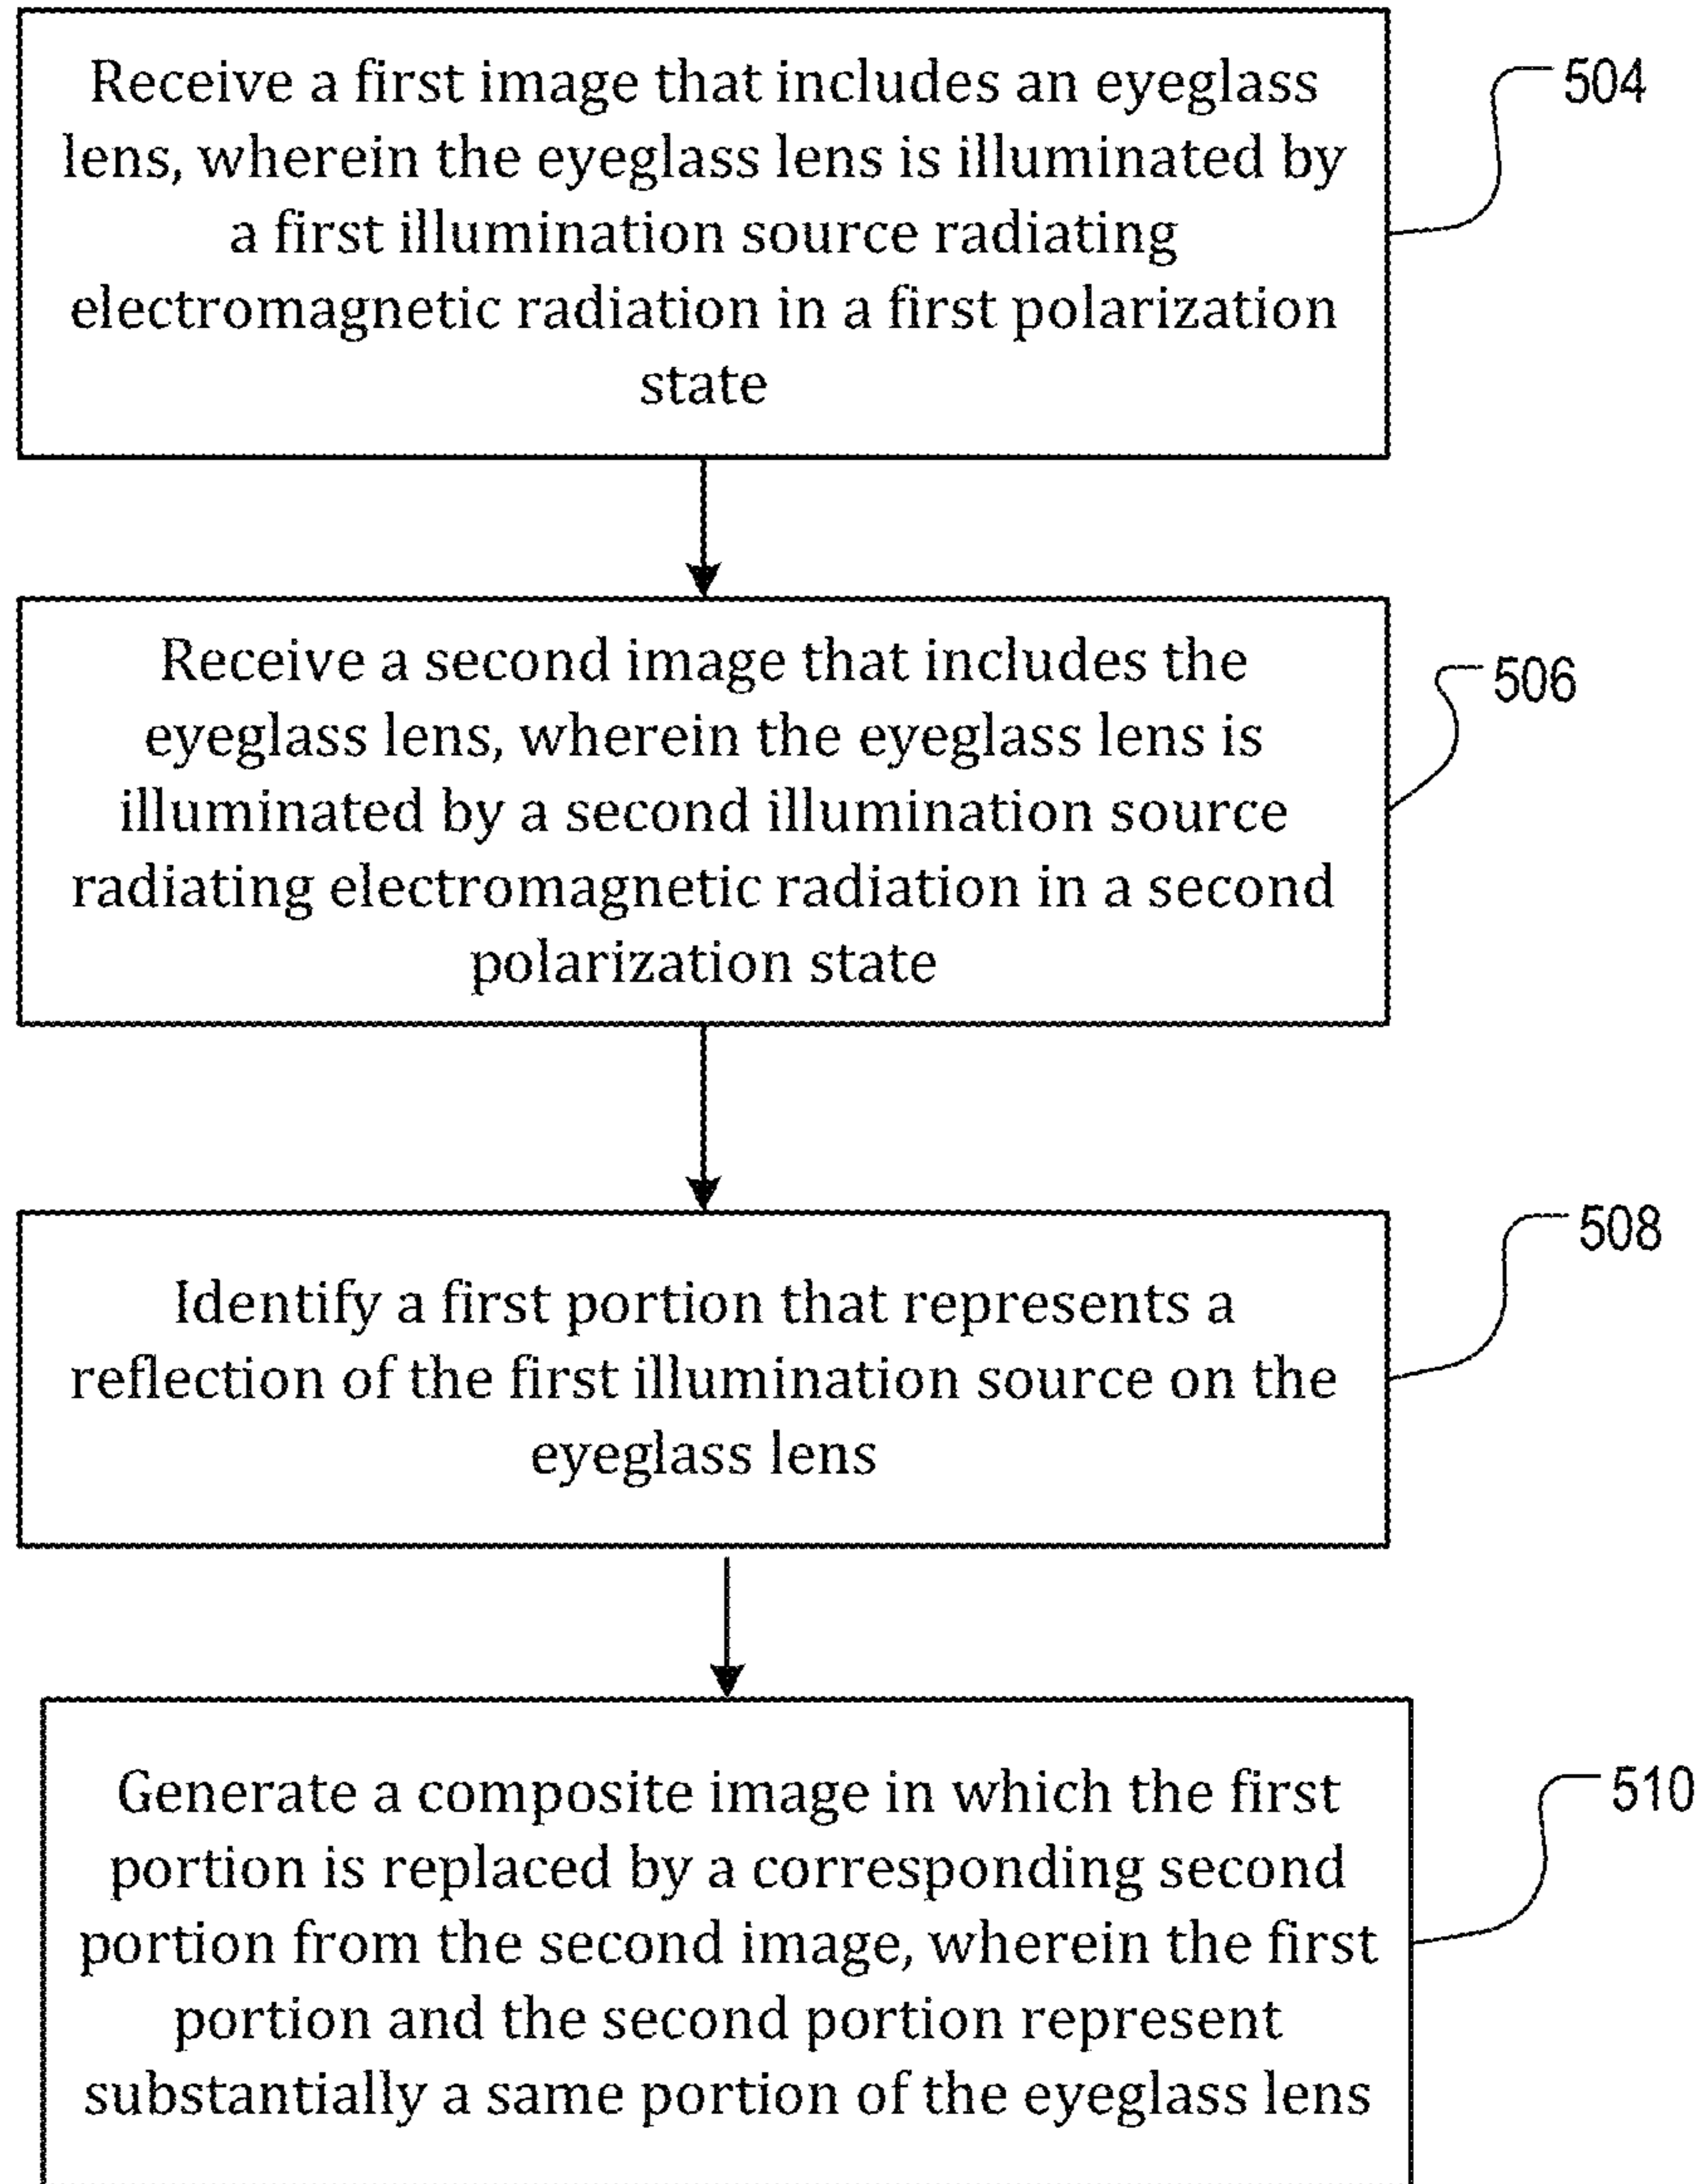 Receive a first image that includes an eyeglass
lens, wherein the eyeglass lens is illuminated by
a first illumination source radiating
electromagnetic radiation in a first polarization
state
504
Receive a second image that includes the
eyeglass lens, wherein the eyeglass lens is
illuminated by a second illumination source
radiating electromagnetic radiation in a second
polarization state
506
Identify a first portion that represents a
reflection of the first illumination source on the
eyeglass lens
508
Generate a composite image in which the first
portion is replaced by a corresponding second
portion from the second image, wherein the first
portion and the second portion represent
substantially a same portion of the eyeglass lens
510